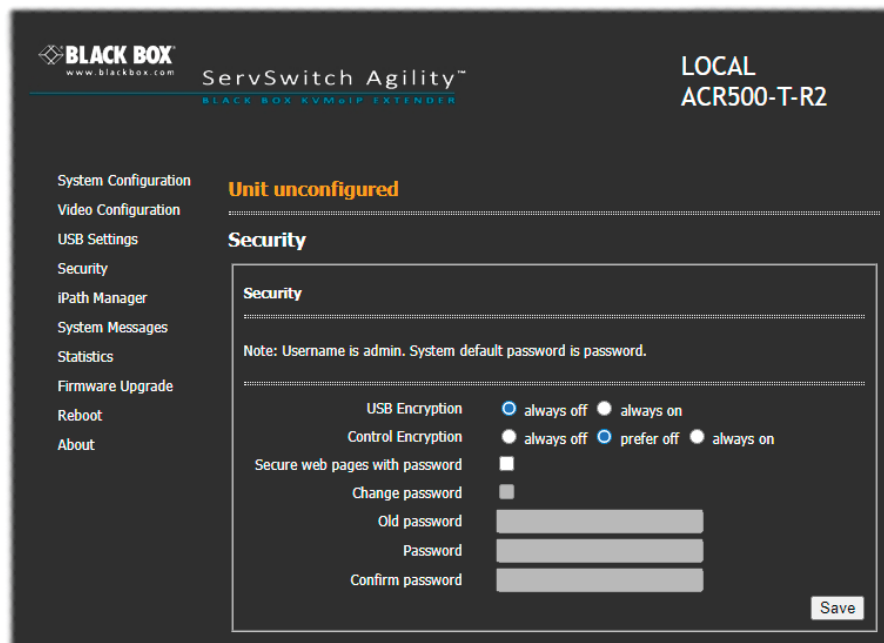 BLACK BOX
www.blackbox.com
ServSwitch Agility™
BLACK BOX KVMoIP EXTENDER
LOCAL
ACR500-T-R2
System Configuration
Video Configuration
USB Settings
Security
iPath Manager
System Messages
Statistics
Firmware Upgrade
Reboot
About
Unit unconfigured
Security
Security
Note: Username is admin. System default password is password.
USB Encryption always off always on
Control Encryption always off prefer off always on
Secure web pages with password
Change password
Old password
Password
Confirm password
Save